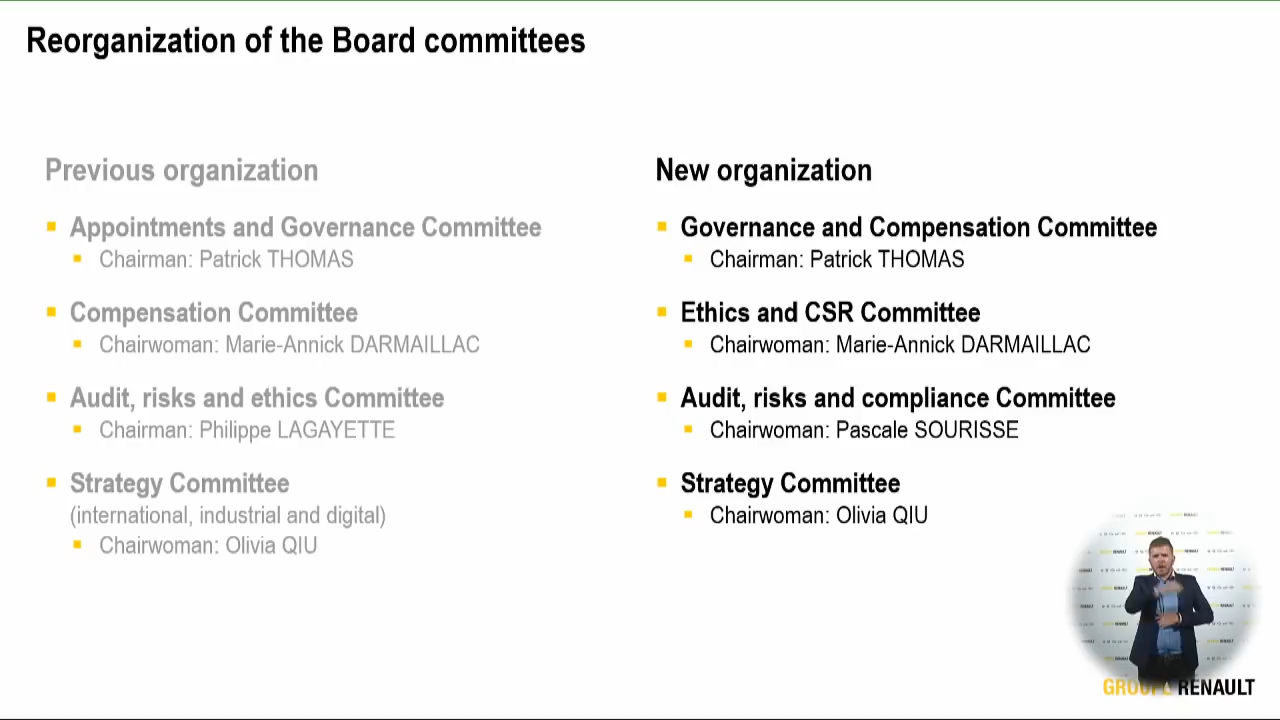 Reorganization of the Board committees
Previous organization
Appointments and Governance Committee
Chairman: Patrick THOMAS
Compensation Committee
Chairwoman: Marie-Annick DARMAILLAC
Audit, risks and ethics Committee
Chairman: Philippe LAGAYETTE
Strategy Committee
(international, industrial and digital)
Chairwoman: Olivia QIU
New organization
Governance and Compensation Committee
Chairman: Patrick THOMAS
Ethics and CSR Committee
Chairwoman: Marie-Annick DARMAILLAC
Audit, risks and compliance Committee
Chairwoman: Pascale SOURISSE
Strategy Committee
Chairwoman: Olivia QIU
GROUPE RENAULT